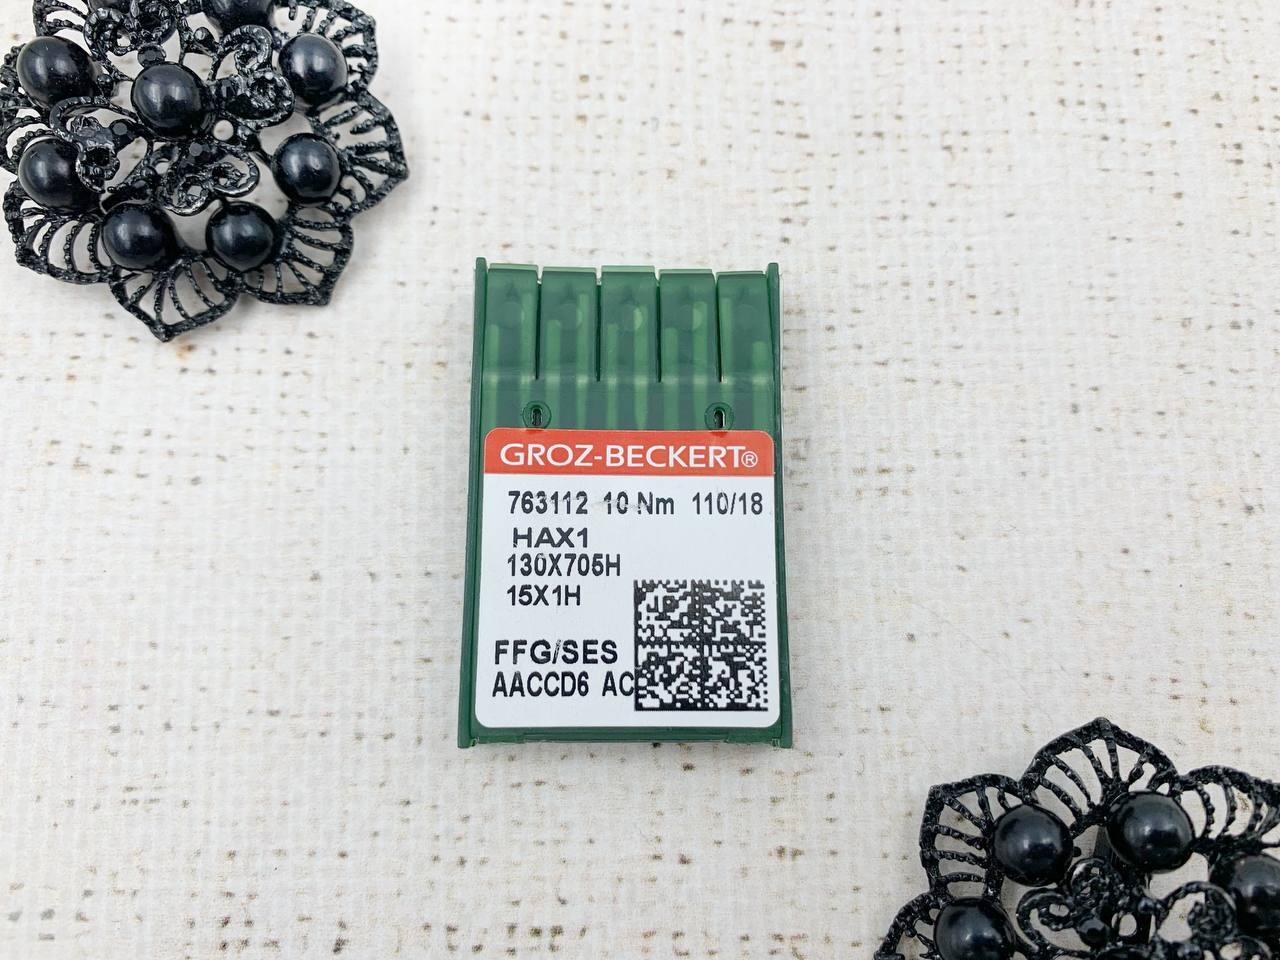 GROZ-BECKERT®
763112 10 Nm 110/18
HAX1
130X705H
15X1H
FFG/SES
AACCD6 AC